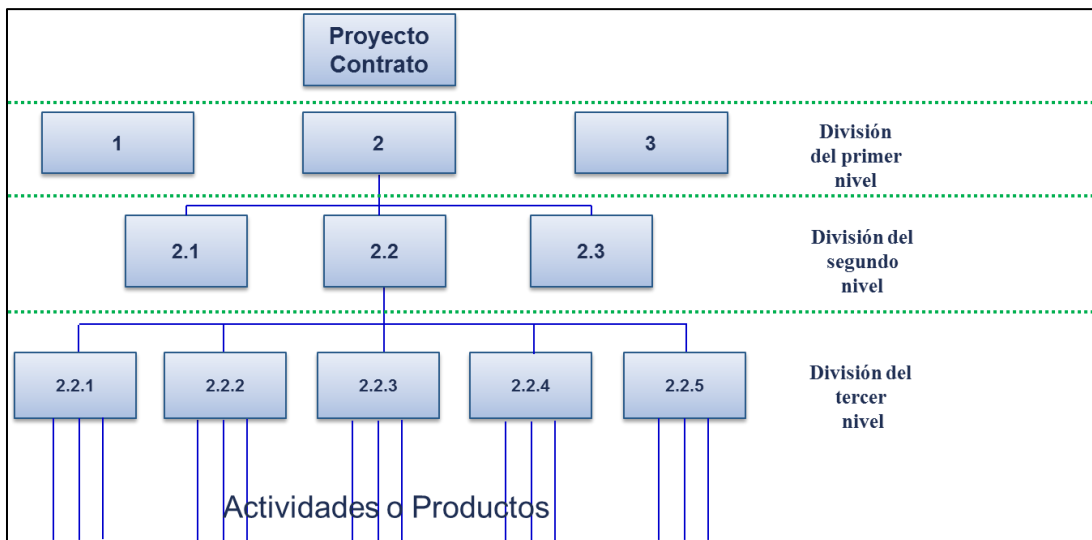 Proyecto
Contrato
1
2
3
División
del primer
nivel
2.1
2.2
2.3
División del
segundo
nivel
2.2.1
2.2.2
2.2.3
2.2.4
2.2.5
División del
tercer
nivel
Actividades o Productos